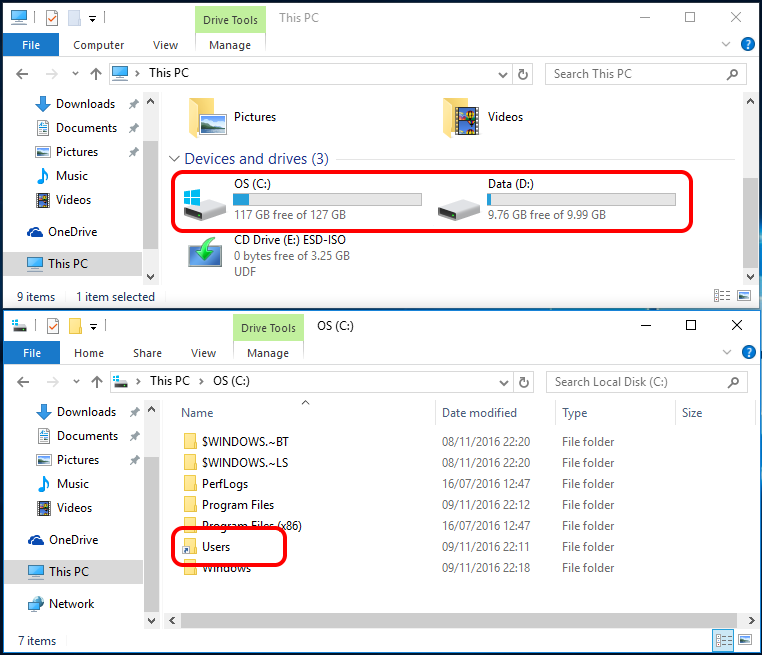 Drive Tools This PC
File Computer View Manage
This PC Search This PC
Downloads
Documents
Pictures
Music
Videos
OneDrive
This PC
Pictures Videos
Devices and drives (3)
OS (C:) Data (D:)
117 GB free of 127 GB 9.76 GB free of 9.99 GB
CD Drive (E:) ESD-ISO
0 bytes free of 3.25 GB
UDF
9 items 1 item selected
Drive Tools OS (C:)
File Home Share View Manage
This PC OS (C:) Search Local Disk (C:)
Downloads
Documents
Pictures
Music
Videos
OneDrive
This PC
Network
Name Date modified Type Size
$WINDOWS.~BT 08/11/2016 22:20 File folder
$WINDOWS.~LS 08/11/2016 22:20 File folder
PerfLogs 16/07/2016 12:47 File folder
Program Files 09/11/2016 22:12 File folder
Program Files (x86) 16/07/2016 12:47 File folder
Users 09/11/2016 22:11 File folder
Windows 09/11/2016 22:18 File folder
7 items